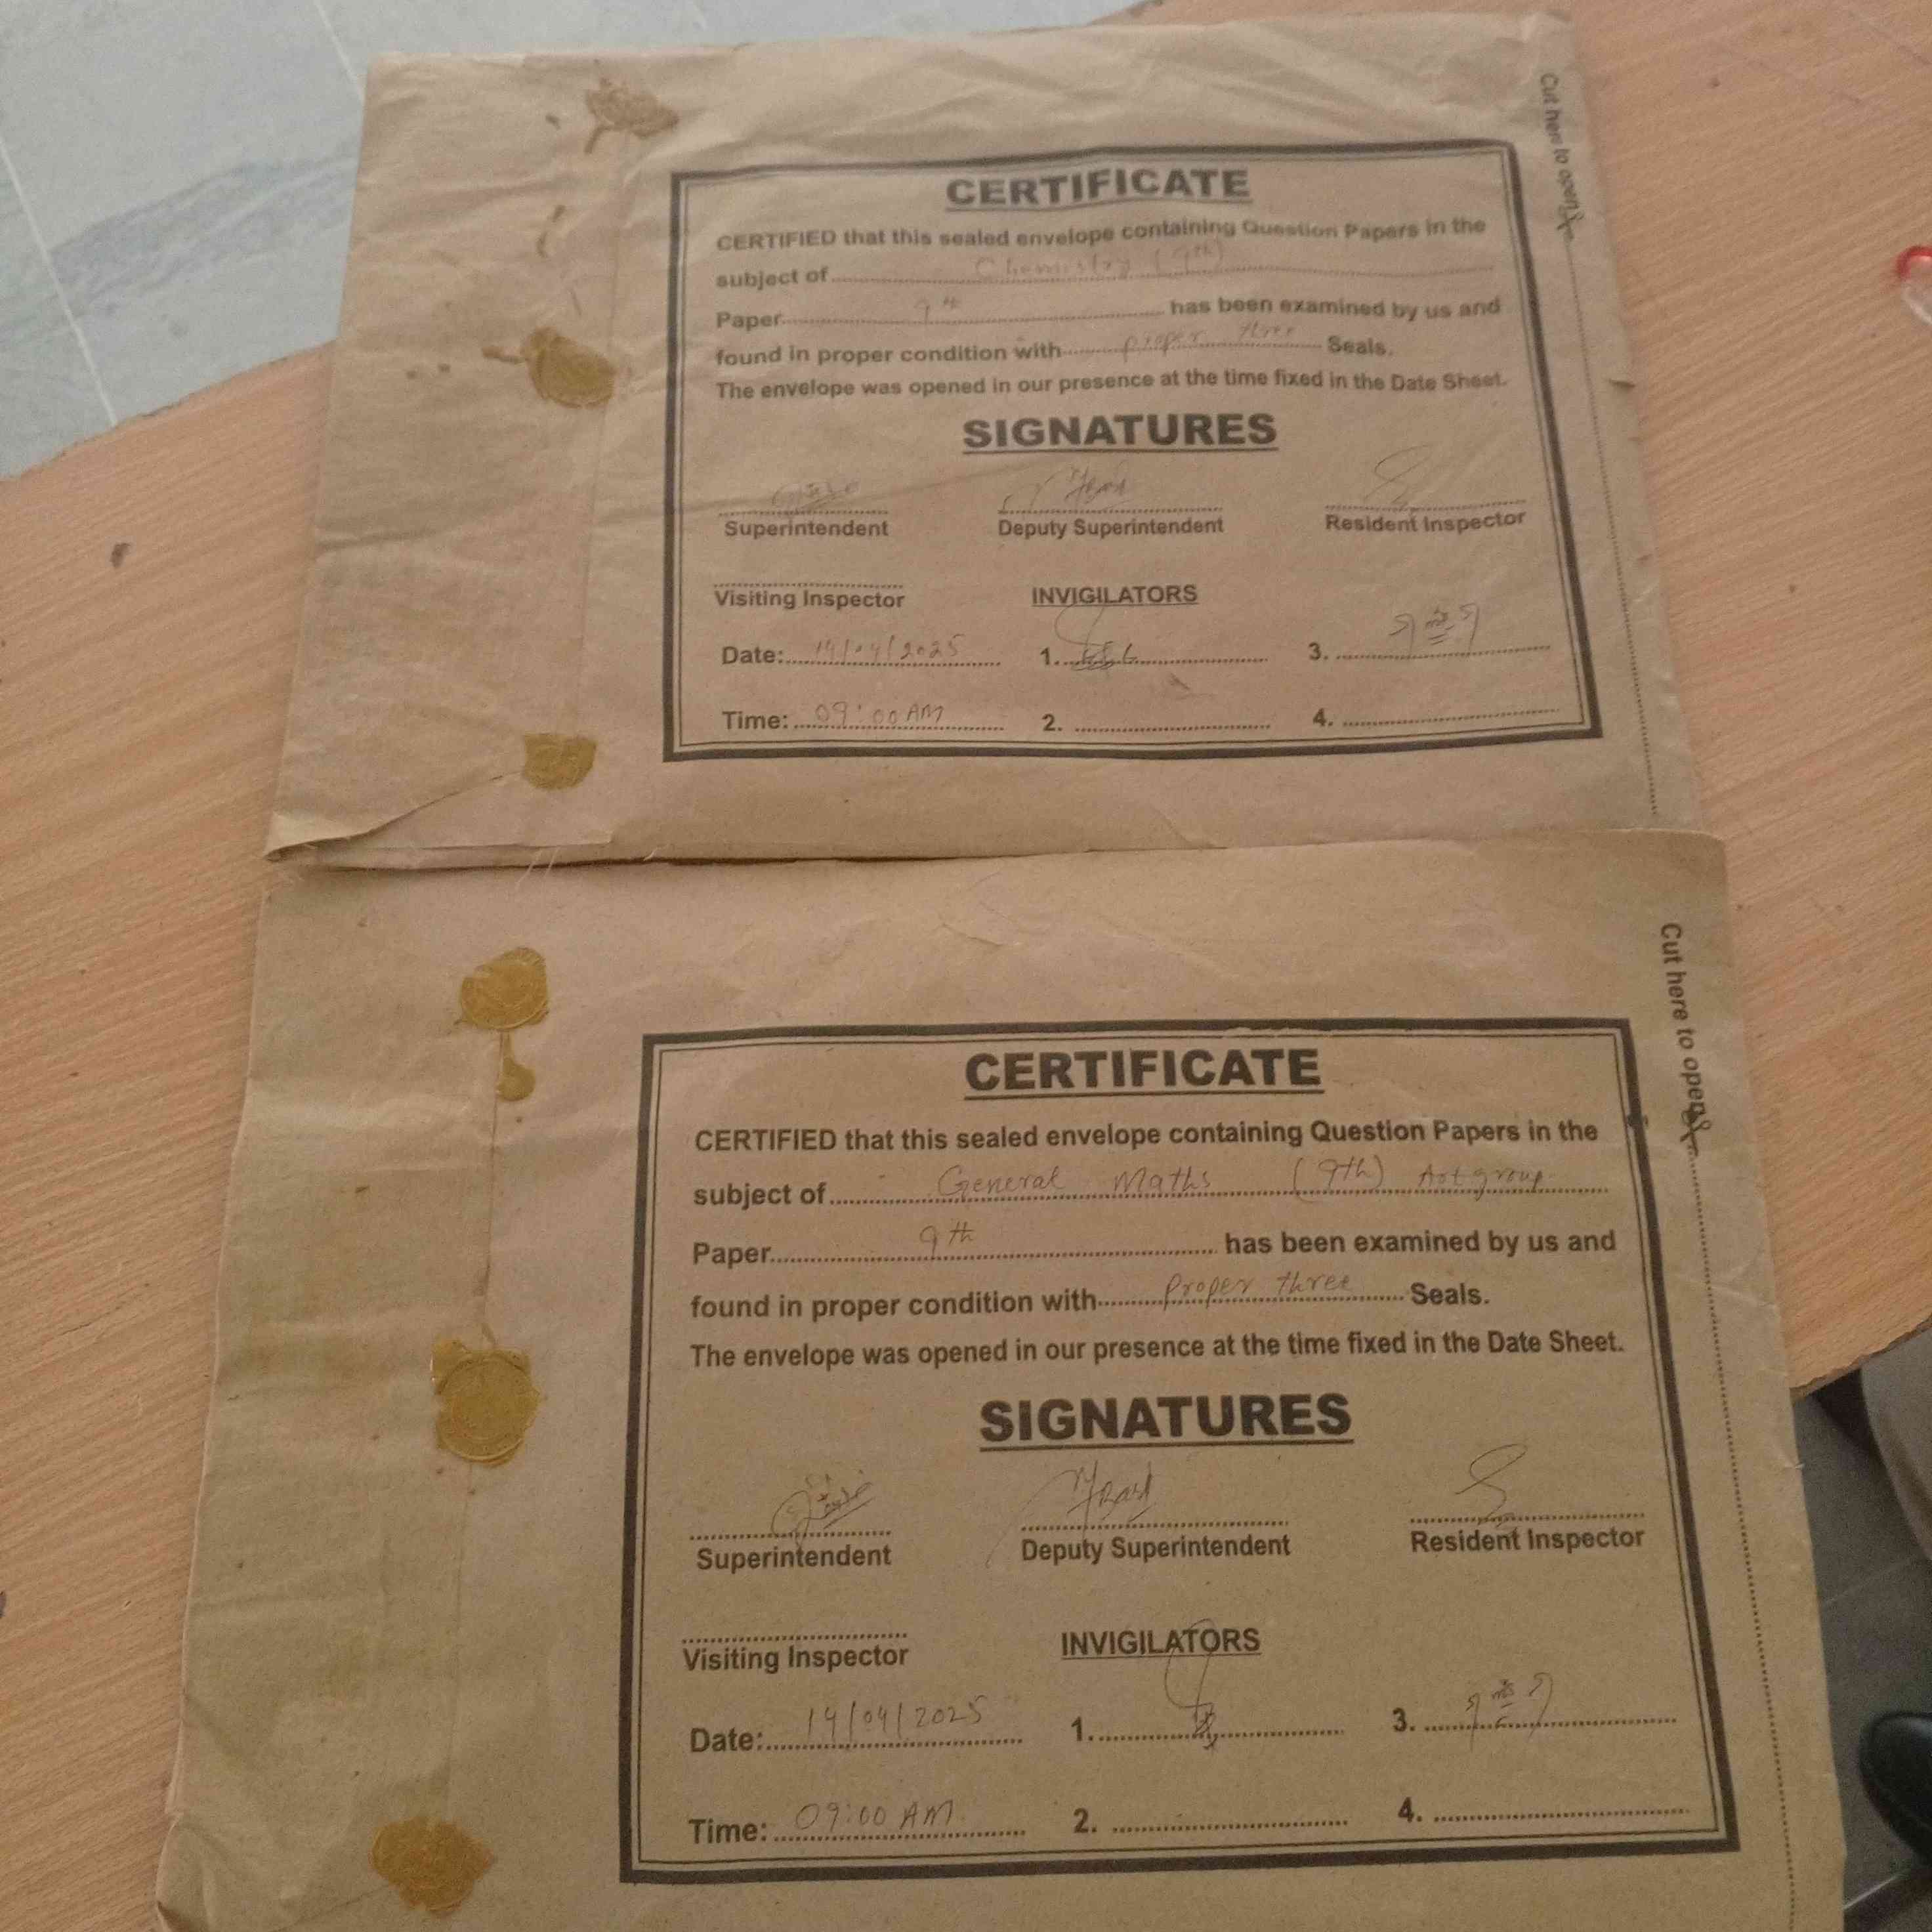 Cut here to open
CERTIFICATE
CERTIFIED that this sealed envelope containing Question Papers in the
subject of Chemistry (9th)
Paper 9th has been examined by us and
found in proper condition with proper three Seals.
The envelope was opened in our presence at the time fixed in the Date Sheet.
SIGNATURES
Superintendent Deputy Superintendent Resident Inspector
Visiting Inspector INVIGILATORS
Date: 14/04/2025 1. 3.
Time: 09:00 AM 2. 4.
Cut here to open
CERTIFICATE
CERTIFIED that this sealed envelope containing Question Papers in the
subject of General Maths (9th) Art group
Paper 9th has been examined by us and
found in proper condition with Proper three Seals.
The envelope was opened in our presence at the time fixed in the Date Sheet.
SIGNATURES
Superintendent Deputy Superintendent Resident Inspector
Visiting Inspector INVIGILATORS
Date: 14/04/2025 1. 3.
Time: 09:00 AM 2. 4.